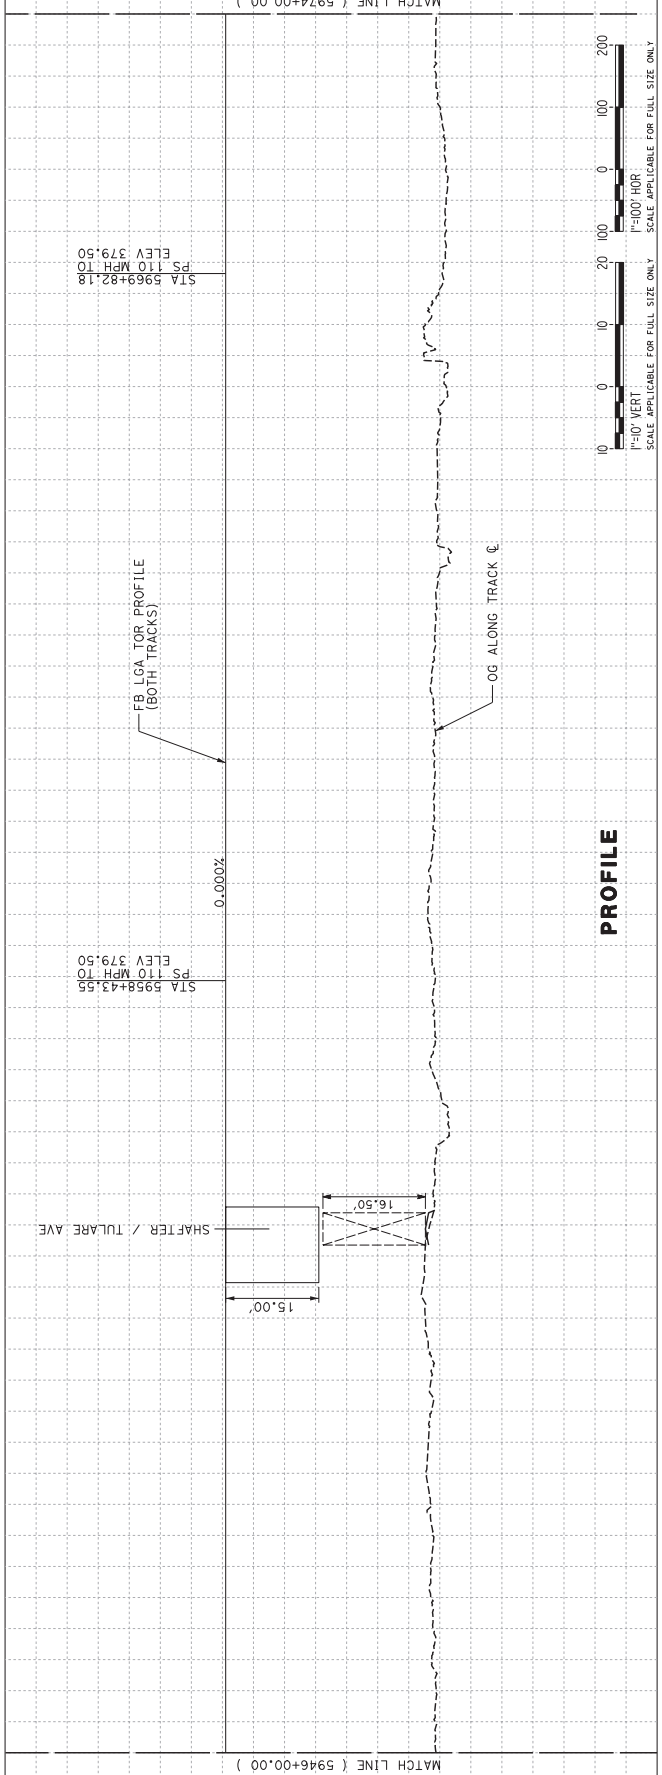 MATCH LINE ( 5974+00.00 )
STA 5969+82.18
PS 110 MPH TO
ELEV 379.50
FB LGA TOR PROFILE
(BOTH TRACKS)
OG ALONG TRACK ℄
0.000%
STA 5958+43.55
PS 110 MPH TO
ELEV 379.50
SHAFTER / TULARE AVE
16.50'
15.00'
MATCH LINE ( 5946+00.00 )
PROFILE
10 0 10 20
1"=10' VERT
SCALE APPLICABLE FOR FULL SIZE ONLY
100 0 100 200
1"=100' HOR
SCALE APPLICABLE FOR FULL SIZE ONLY